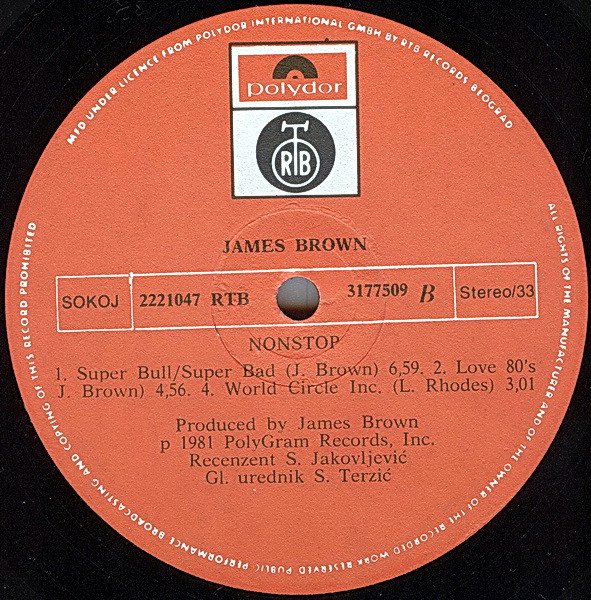 MFD UNDER LICENCE FROM POLYDOR INTERNATIONAL GMBH BY RTB RECORDS BEOGRAD
polydor
RTB
JAMES BROWN
SOKOJ 2221047 RTB 3177509 B Stereo/33
NONSTOP
1. Super Bull/Super Bad (J. Brown) 6,59. 2. Love 80's
J. Brown) 4,56. 4. World Circle Inc. (L. Rhodes) 3,01
Produced by James Brown
p 1981 PolyGram Records, Inc.
Recenzent S. Jakovljević
Gl. urednik S. Terzić
ALL RIGHTS OF THE MANUFACTURER AND OF THE OWNER OF THE RECORDED WORK RESERVED PUBLIC PERFORMANCE BROADCASTING AND COPYING OF THIS RECORD PROHIBITED